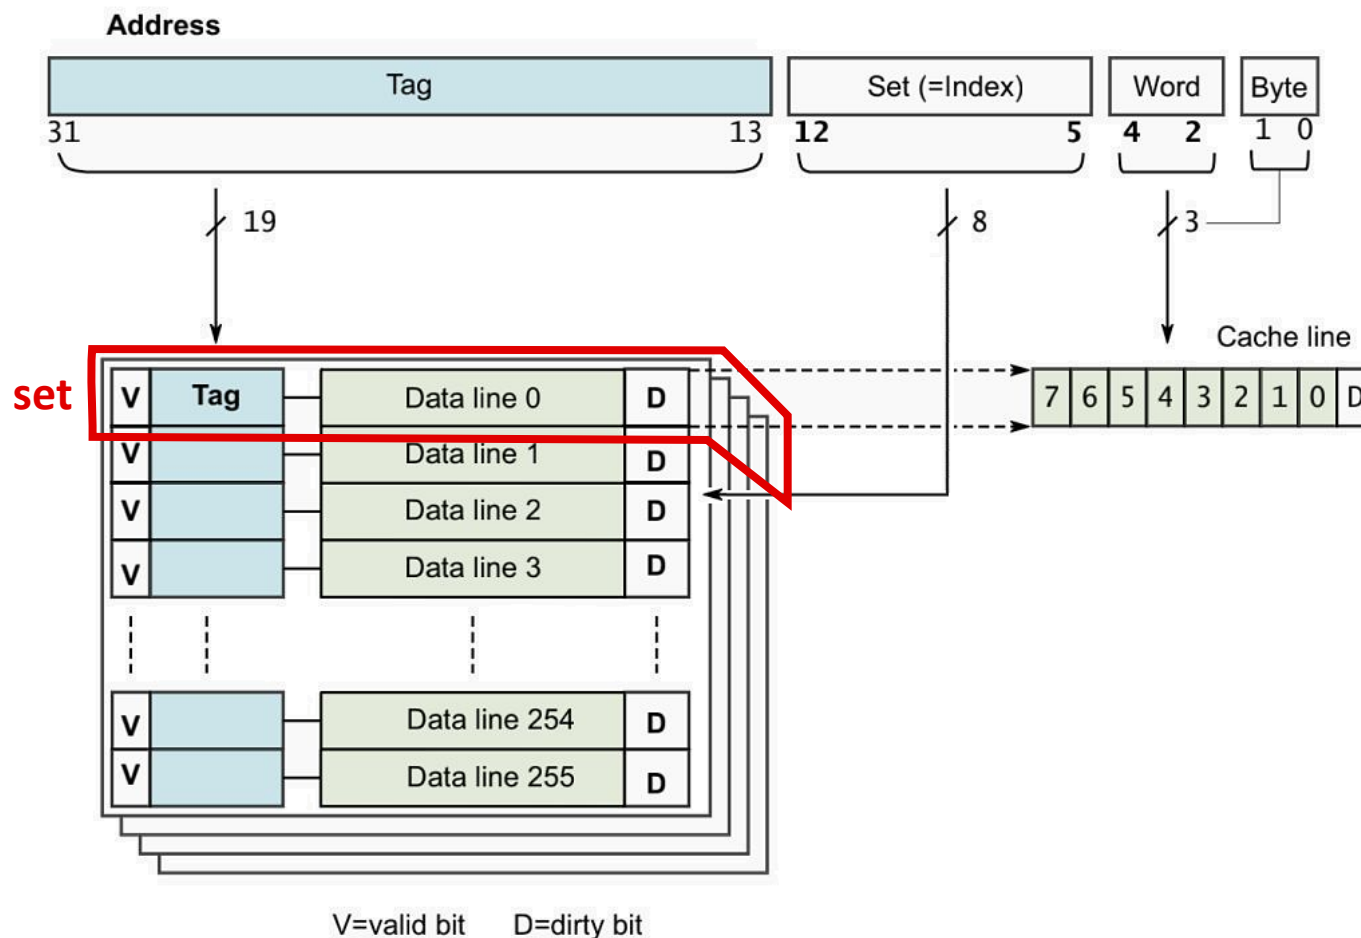 Address
Tag Set (=Index) Word Byte
31 13 12 5 4 2 1 0
19 8 3
Cache line
set V Tag Data line 0 D 7 6 5 4 3 2 1 0 D
V Data line 1 D
V Data line 2 D
V Data line 3 D
V Data line 254 D
V Data line 255 D
V=valid bit D=dirty bit